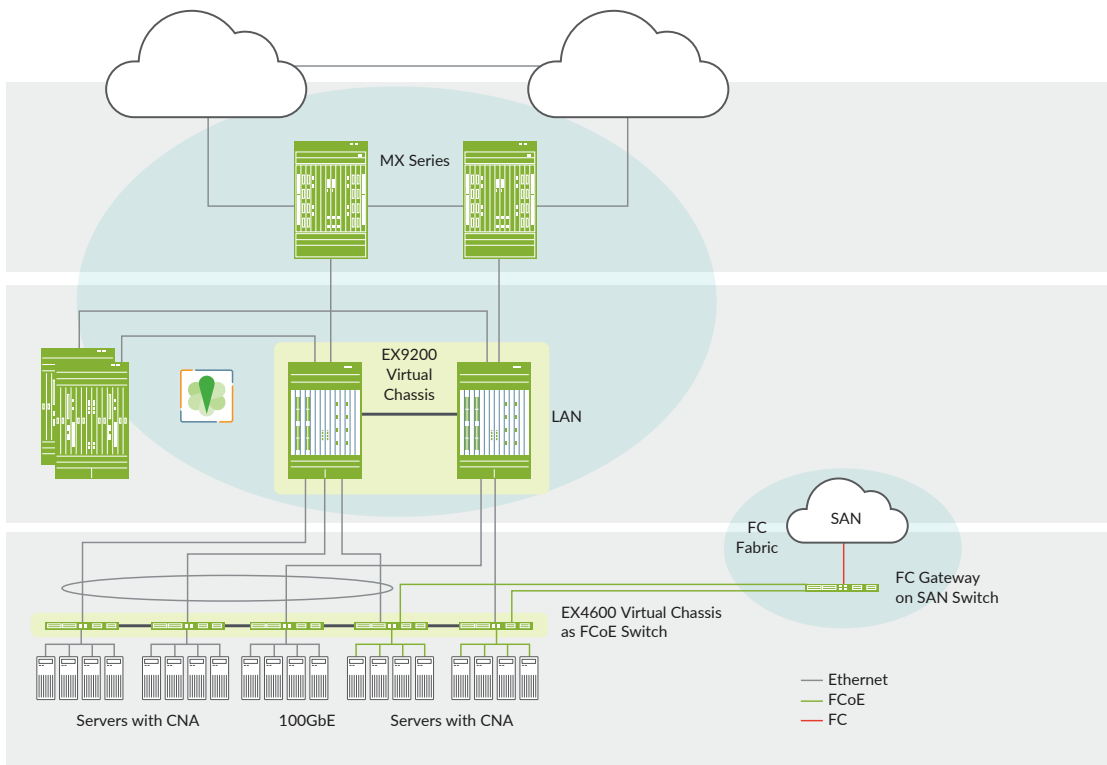 MX Series
EX9200
Virtual
Chassis
LAN
SAN
FC
Fabric
FC Gateway
on SAN Switch
EX4600 Virtual Chassis
as FCoE Switch
Servers with CNA
100GbE
Servers with CNA
Ethernet
FCoE
FC